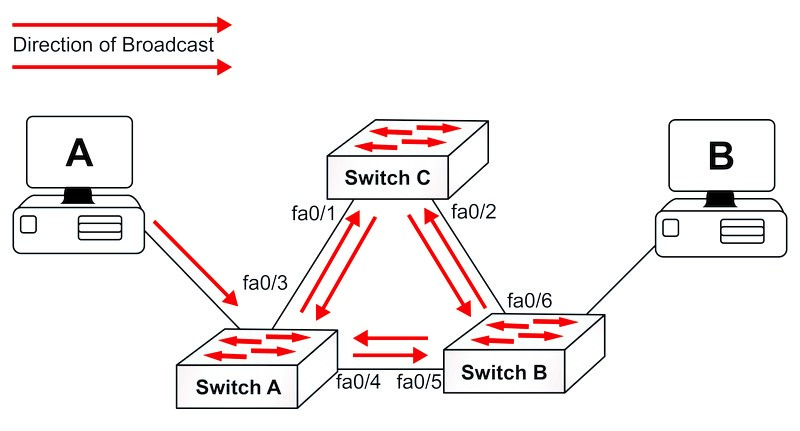 Direction of Broadcast
A
B
Switch C
fa0/1
fa0/2
fa0/3
fa0/6
Switch A
fa0/4
fa0/5
Switch B